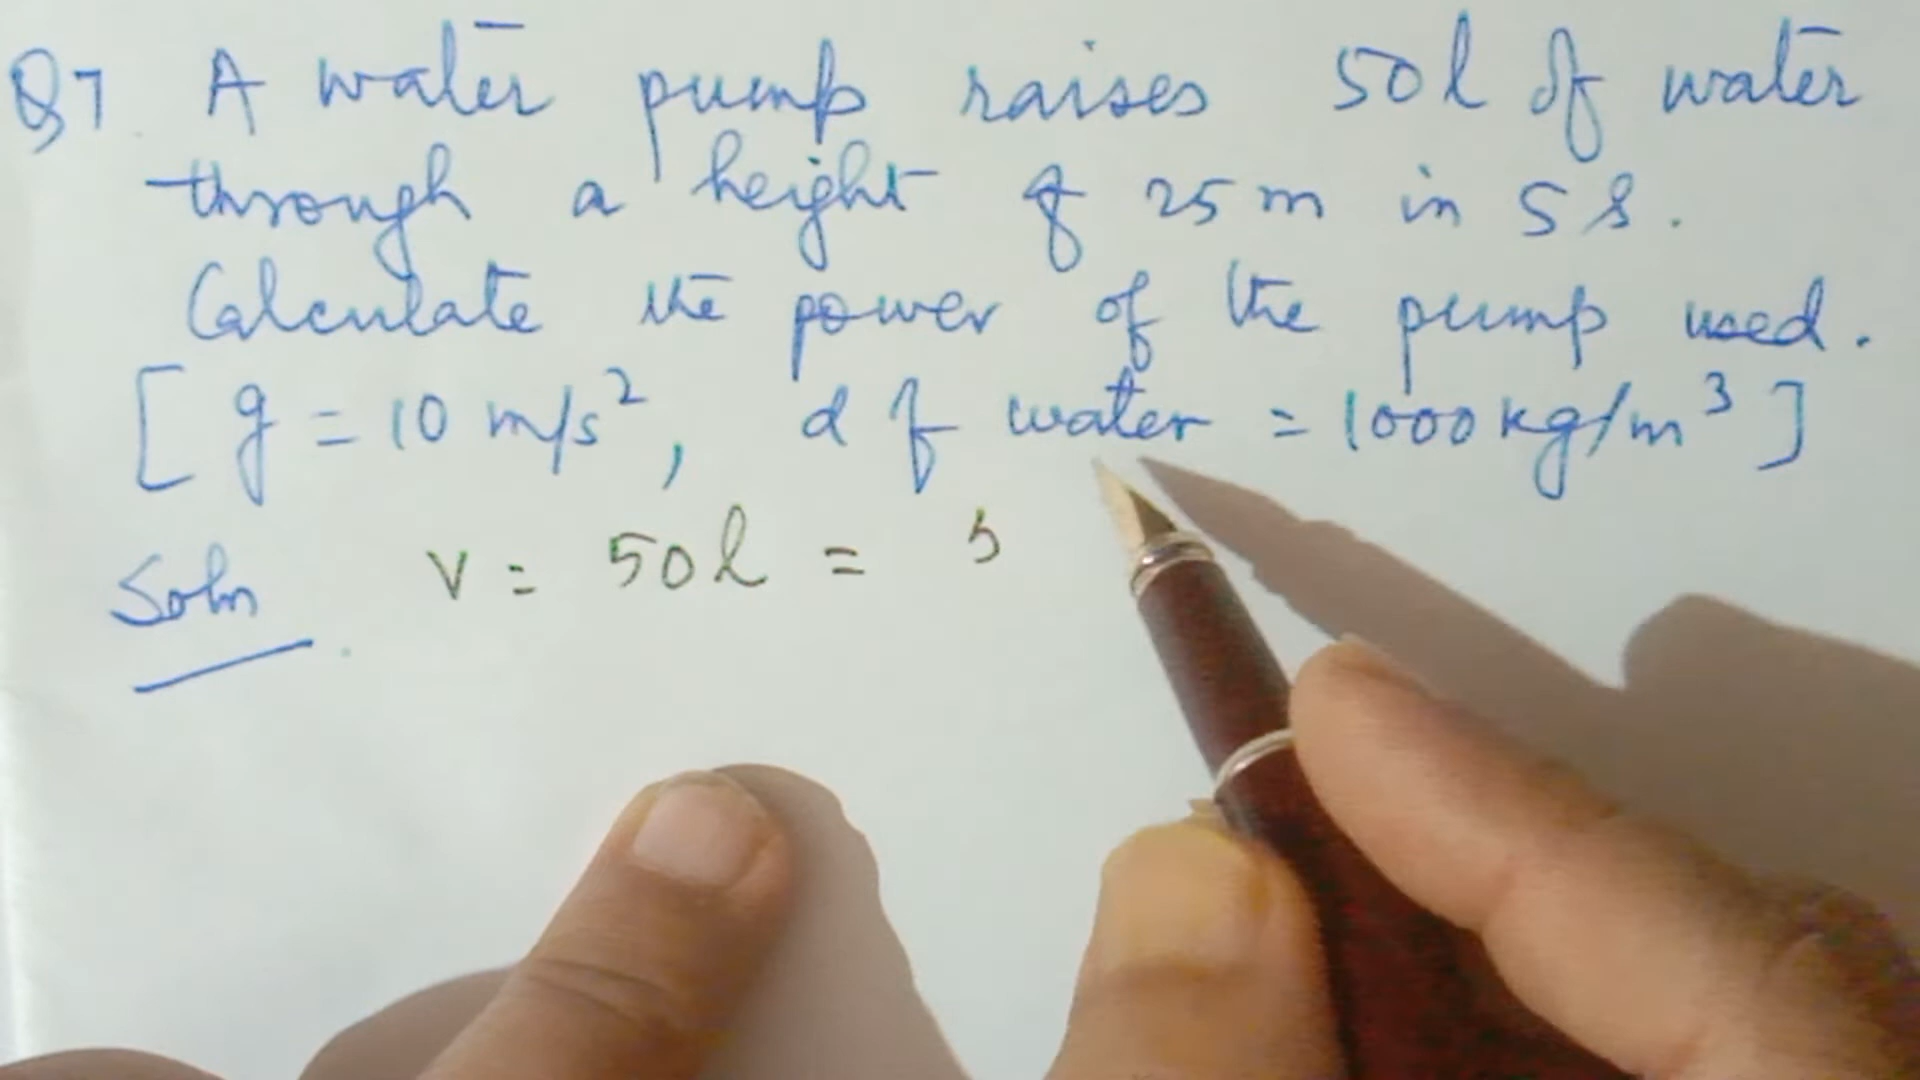 Q7 A water pump raises 50l of water
through a height of 25 m in 5 s.
Calculate the power of the pump used.
[ g = 10 m/s², d of water = 1000 kg/m³ ]
Soln V = 50l = 5